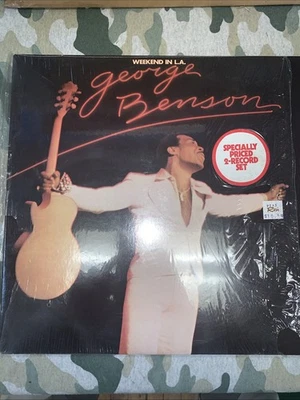 WEEKEND IN L.A.
george
Benson
SPECIALLY
PRICED
2-RECORD
SET